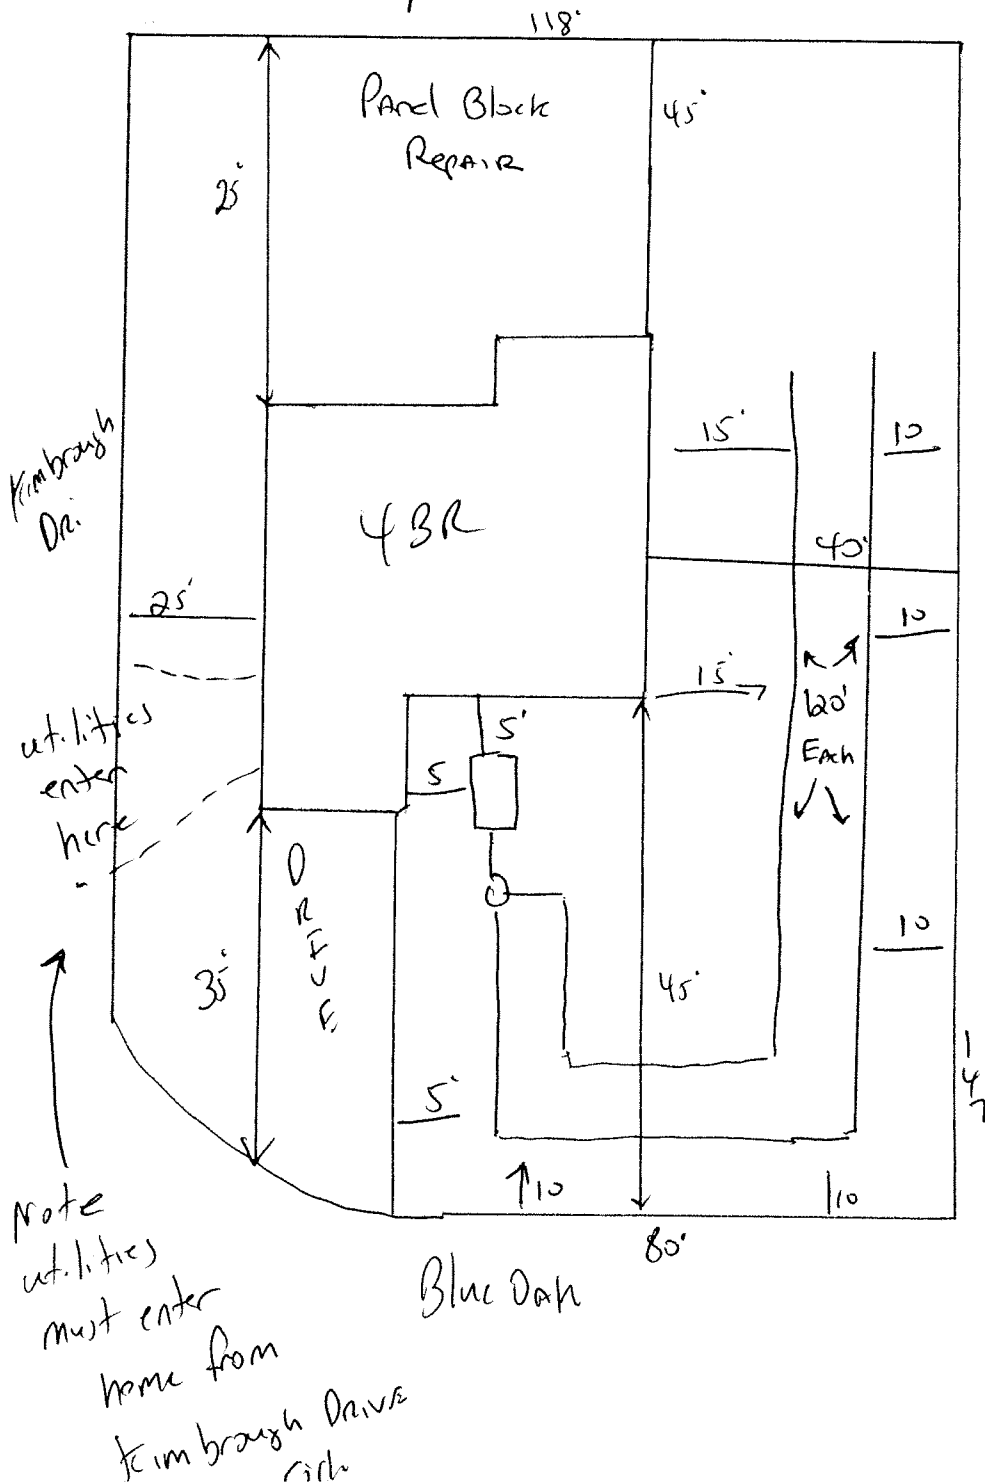 118'
Panel Block
Repair
45'
25'
Kimbrough
Dr.
15'
10
4 BR
40'
25'
10
15'
utilities
enter
here
5'
5
120'
Each
DRIVE
35'
45'
10
5'
147
10
10
80'
Blue Oak
Note
utilities
must enter
home from
Kimbrough Drive